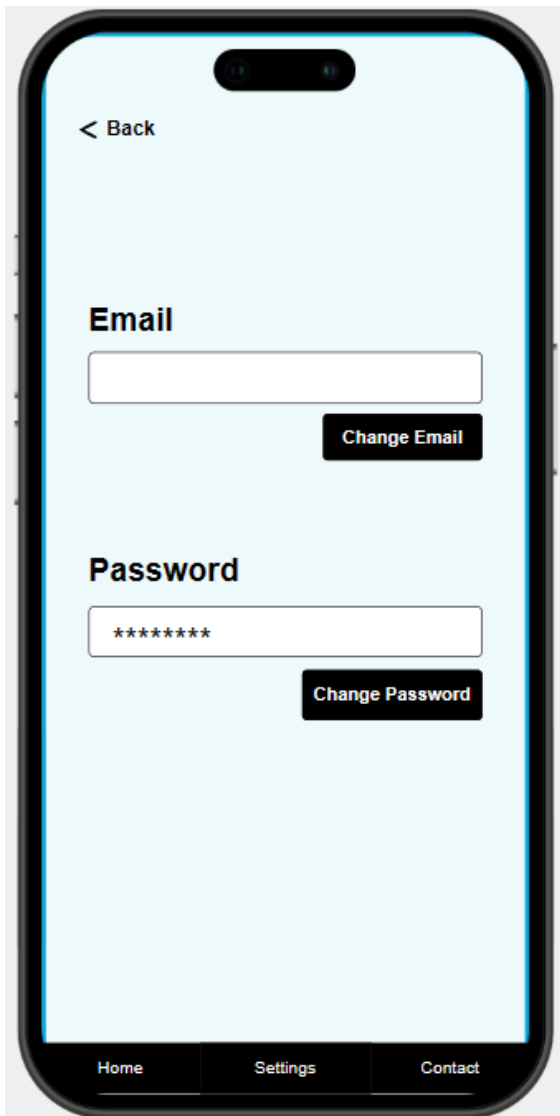 < Back
Email
Change Email
Password
********
Change Password
Home Settings Contact